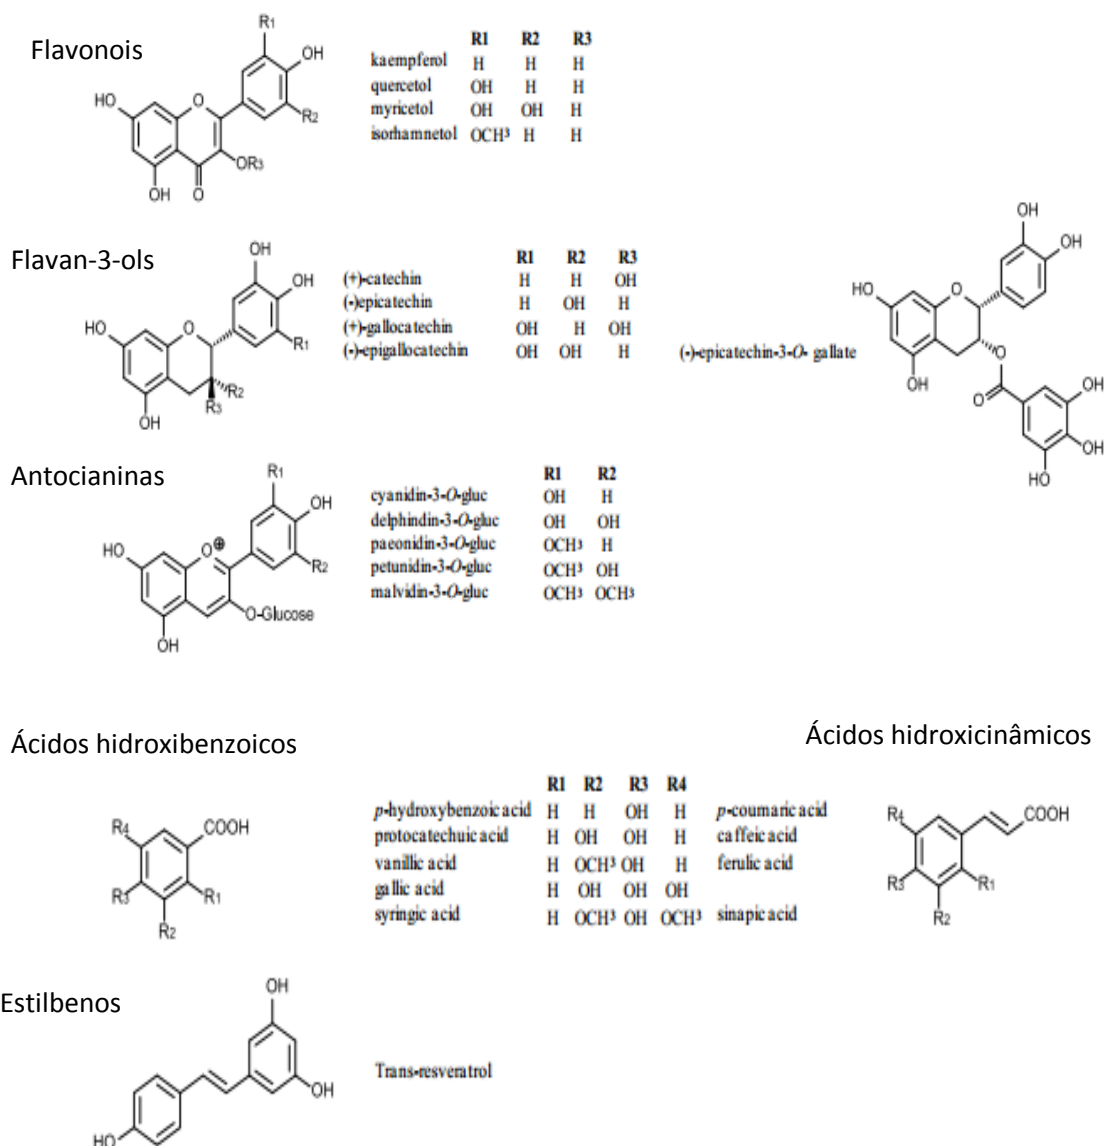 Flavonois
R1
OH
HO
O
R2
OR3
OH
O
R1 R2 R3
kaempferol H H H
quercetol OH H H
myricetol OH OH H
isorhamnetol OCH³ H H
Flavan-3-ols
OH
OH
HO
O
R1
R2
R3
OH
R1 R2 R3
(+)-catechin H H OH
(-)epicatechin H OH H
(+)-gallocatechin OH H OH
(-)-epigallocatechin OH OH H
(-)-epicatechin-3-O- gallate
OH
OH
HO
O
O
OH
O
OH
OH
HO
Antocianinas
R1
OH
HO
O⊕
R2
O-Glucose
OH
R1 R2
cyanidin-3-O-gluc OH H
delphindin-3-O-gluc OH OH
paeonidin-3-O-gluc OCH³ H
petunidin-3-O-gluc OCH³ OH
malvidin-3-O-gluc OCH³ OCH³
Ácidos hidroxibenzoicos
Ácidos hidroxicinâmicos
R4
COOH
R3
R1
R2
R1 R2 R3 R4
p-hydroxybenzoic acid H H OH H p-coumaric acid
protocatechuic acid H OH OH H caffeic acid
vanillic acid H OCH³ OH H ferulic acid
gallic acid H OH OH OH
syringic acid H OCH³ OH OCH³ sinapic acid
R4
COOH
R3
R1
R2
Estilbenos
OH
OH
HO
Trans-resveratrol